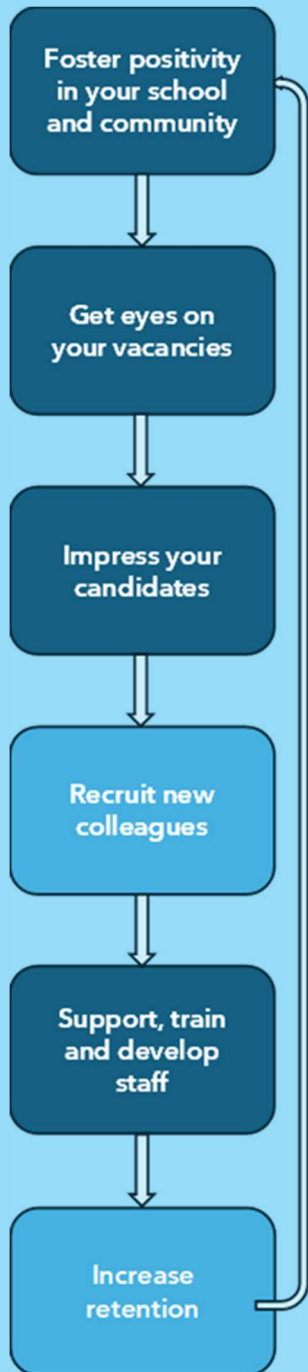 Foster positivity
in your school
and community
Get eyes on
your vacancies
Impress your
candidates
Recruit new
colleagues
Support, train
and develop
staff
Increase
retention